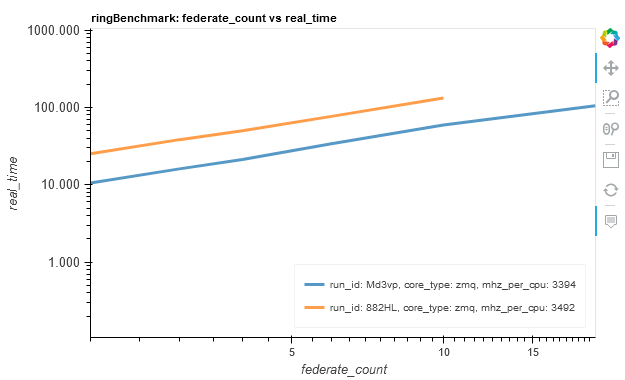 ringBenchmark: federate_count vs real_time
1000.000
100.000
10.000
1.000
real_time
5
10
15
federate_count
run_id: Md3vp, core_type: zmq, mhz_per_cpu: 3394
run_id: 882HL, core_type: zmq, mhz_per_cpu: 3492